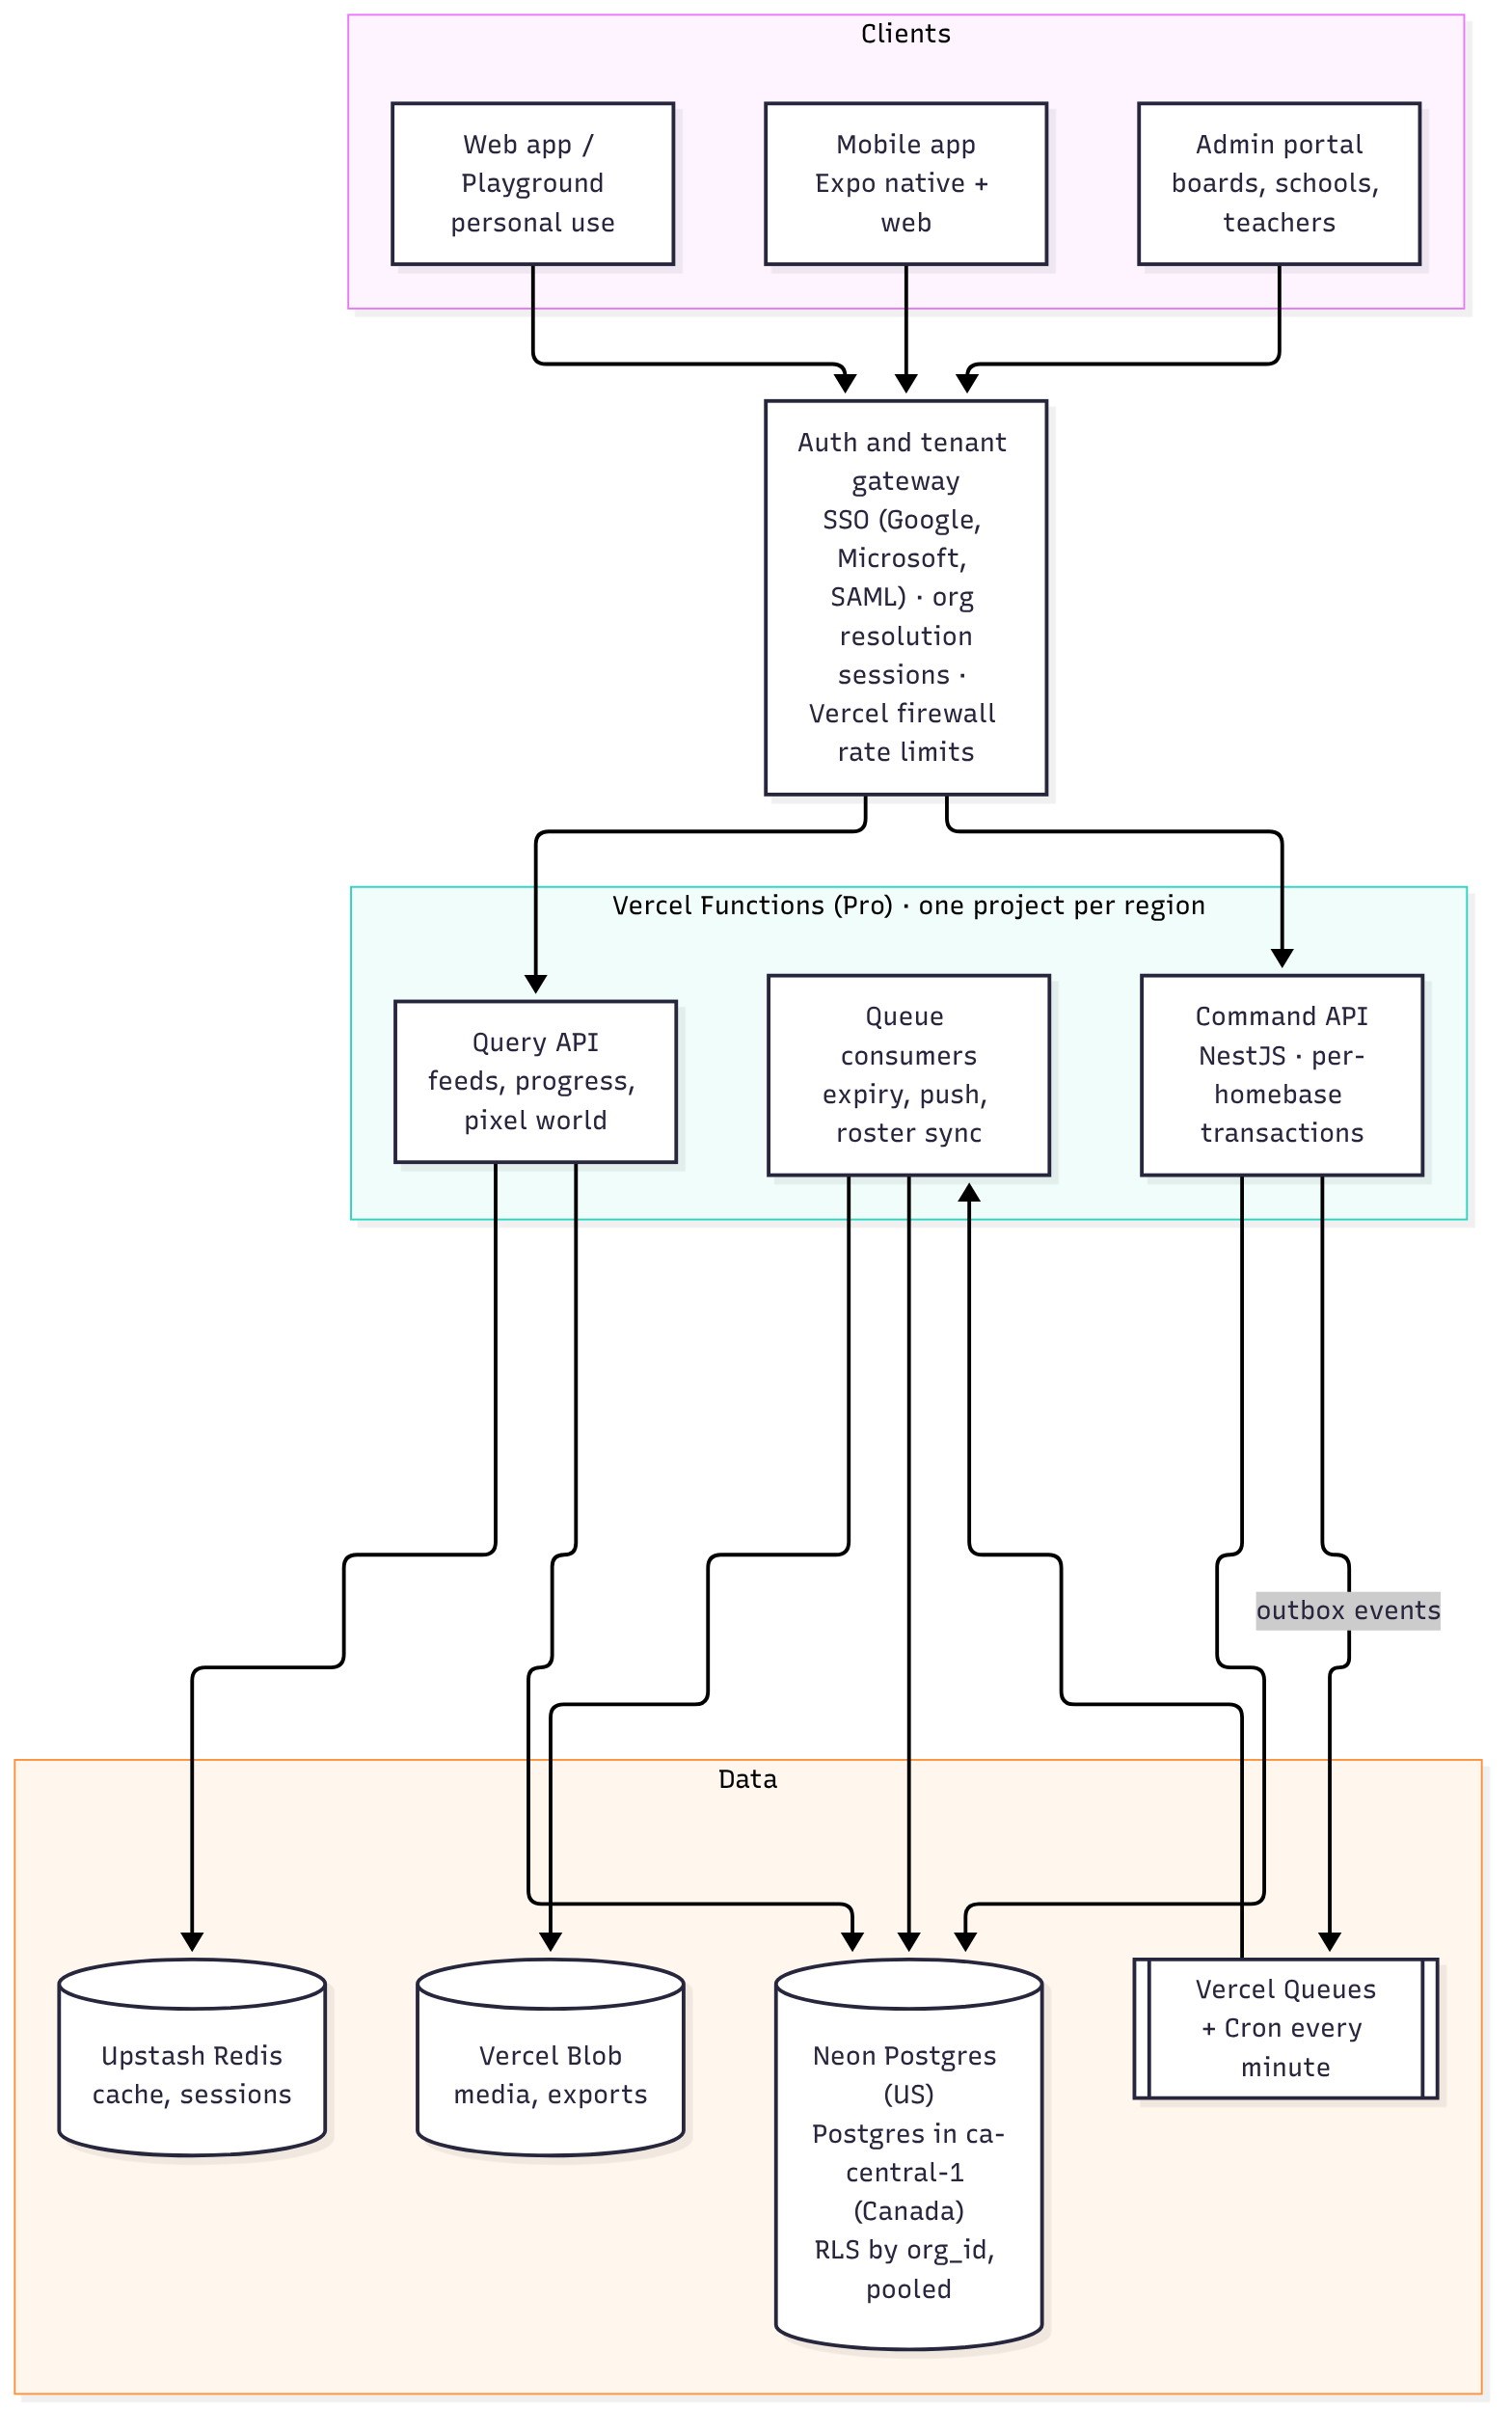 Clients
Web app /
Playground
personal use
Mobile app
Expo native +
web
Admin portal
boards, schools,
teachers
Auth and tenant
gateway
SSO (Google,
Microsoft,
SAML) · org
resolution
sessions ·
Vercel firewall
rate limits
Vercel Functions (Pro) · one project per region
Query API
feeds, progress,
pixel world
Queue
consumers
expiry, push,
roster sync
Command API
NestJS · per-
homebase
transactions
outbox events
Data
Upstash Redis
cache, sessions
Vercel Blob
media, exports
Neon Postgres
(US)
Postgres in ca-
central-1
(Canada)
RLS by org_id,
pooled
Vercel Queues
+ Cron every
minute